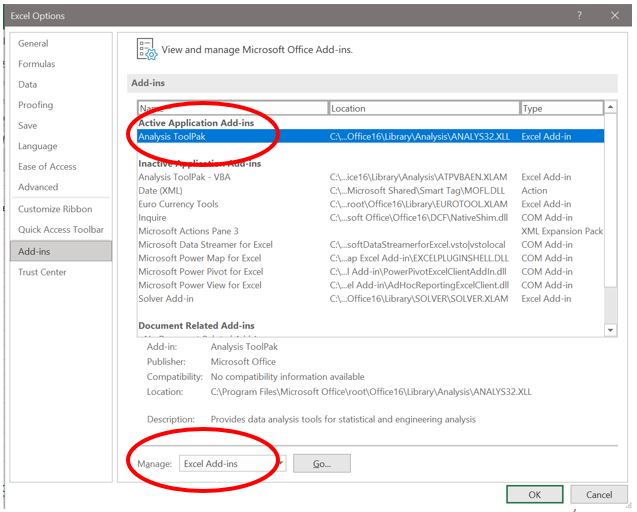 Excel Options ? ×
General
Formulas
Data
Proofing
Save
Language
Ease of Access
Advanced
Customize Ribbon
Quick Access Toolbar
Add-ins
Trust Center
View and manage Microsoft Office Add-ins.
Add-ins
Name Location Type
Active Application Add-ins
Analysis ToolPak C:\...Office16\Library\Analysis\ANALYS32.XLL Excel Add-in
Inactive Application Add-ins
Analysis ToolPak - VBA C:\...ice16\Library\Analysis\ATPVBAEN.XLAM Excel Add-in
Date (XML) C:\...Microsoft Shared\Smart Tag\MOFL.DLL Action
Euro Currency Tools C:\...root\Office16\Library\EUROTOOL.XLAM Excel Add-in
Inquire C:\...soft Office\Office16\DCF\NativeShim.dll COM Add-in
Microsoft Actions Pane 3 XML Expansion Pack
Microsoft Data Streamer for Excel C:\...softDataStreamerforExcel.vsto|vstolocal COM Add-in
Microsoft Power Map for Excel C:\...ap Excel Add-in\EXCELPLUGINSHELL.DLL COM Add-in
Microsoft Power Pivot for Excel C:\...l Add-in\PowerPivotExcelClientAddIn.dll COM Add-in
Microsoft Power View for Excel C:\...el Add-in\AdHocReportingExcelClient.dll COM Add-in
Solver Add-in C:\...Office16\Library\SOLVER\SOLVER.XLAM Excel Add-in
Document Related Add-ins
Add-in: Analysis ToolPak
Publisher: Microsoft Office
Compatibility: No compatibility information available
Location: C:\Program Files\Microsoft Office\root\Office16\Library\Analysis\ANALYS32.XLL
Description: Provides data analysis tools for statistical and engineering analysis
Manage: Excel Add-ins Go...
OK Cancel